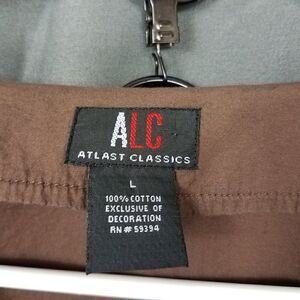 ALC
ATLAST CLASSICS
L
100% COTTON
EXCLUSIVE OF
DECORATION
RN # 59394